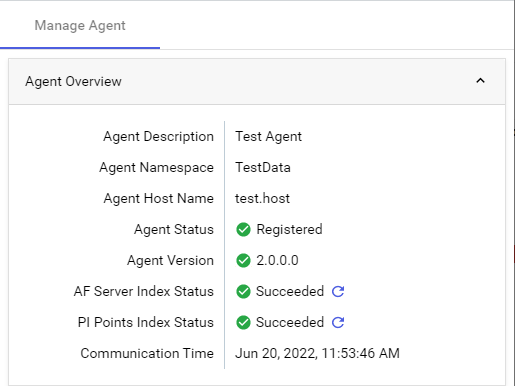 Manage Agent
Agent Overview
Agent Description Test Agent
Agent Namespace TestData
Agent Host Name test.host
Agent Status Registered
Agent Version 2.0.0.0
AF Server Index Status Succeeded
PI Points Index Status Succeeded
Communication Time Jun 20, 2022, 11:53:46 AM